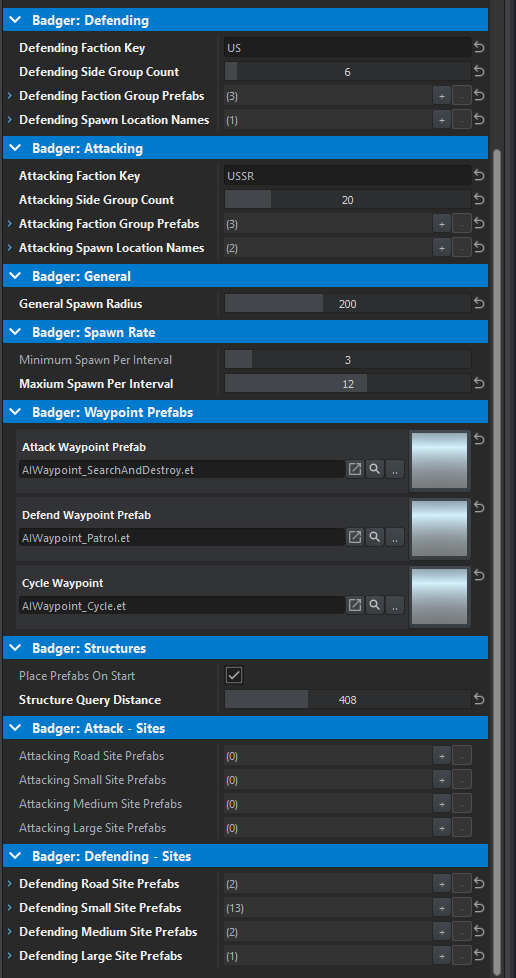 Badger: Defending
Defending Faction Key US
Defending Side Group Count 6
Defending Faction Group Prefabs (3) + -
Defending Spawn Location Names (1) + -
Badger: Attacking
Attacking Faction Key USSR
Attacking Side Group Count 20
Attacking Faction Group Prefabs (3) + -
Attacking Spawn Location Names (2) + -
Badger: General
General Spawn Radius 200
Badger: Spawn Rate
Minimum Spawn Per Interval 3
Maxium Spawn Per Interval 12
Badger: Waypoint Prefabs
Attack Waypoint Prefab
AIWaypoint_SearchAndDestroy.et ..
Defend Waypoint Prefab
AIWaypoint_Patrol.et ..
Cycle Waypoint
AIWaypoint_Cycle.et ..
Badger: Structures
Place Prefabs On Start
Structure Query Distance 408
Badger: Attack - Sites
Attacking Road Site Prefabs (0) + -
Attacking Small Site Prefabs (0) + -
Attacking Medium Site Prefabs (0) + -
Attacking Large Site Prefabs (0) + -
Badger: Defending - Sites
Defending Road Site Prefabs (2) + -
Defending Small Site Prefabs (13) + -
Defending Medium Site Prefabs (2) + -
Defending Large Site Prefabs (1) + -